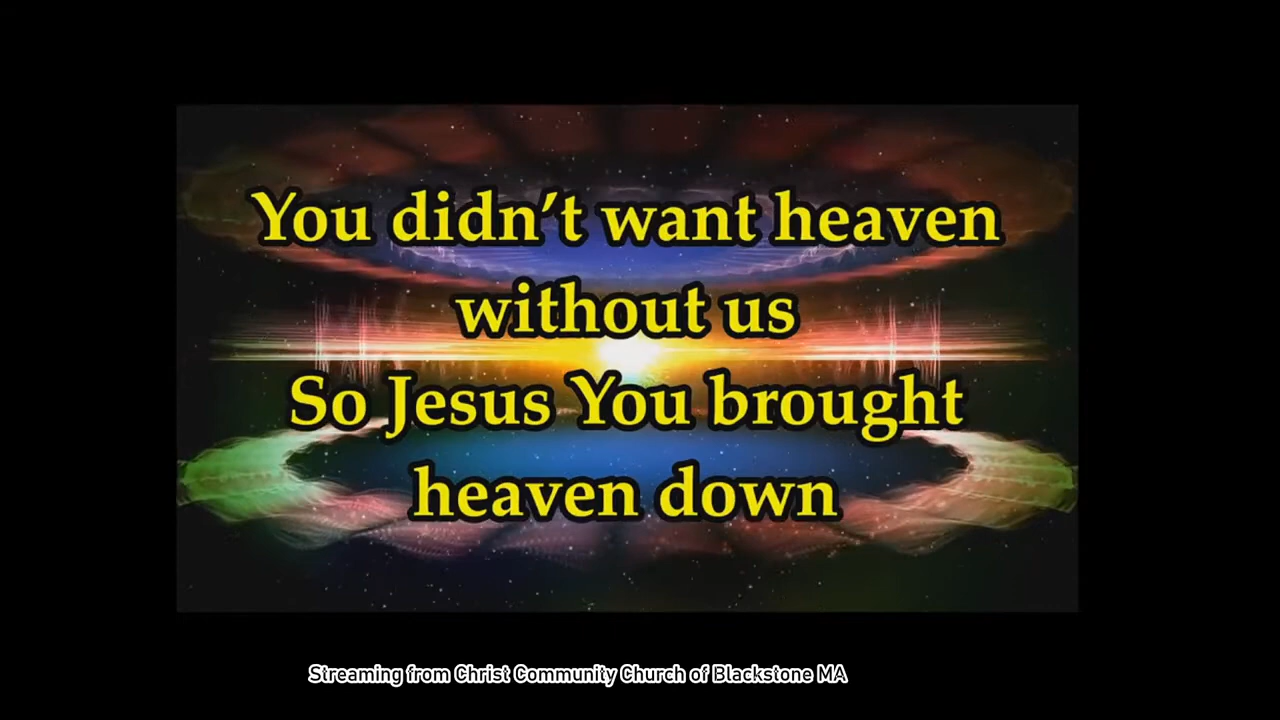 You didn’t want heaven
without us
So Jesus You brought
heaven down
Streaming from Christ Community Church of Blackstone MA